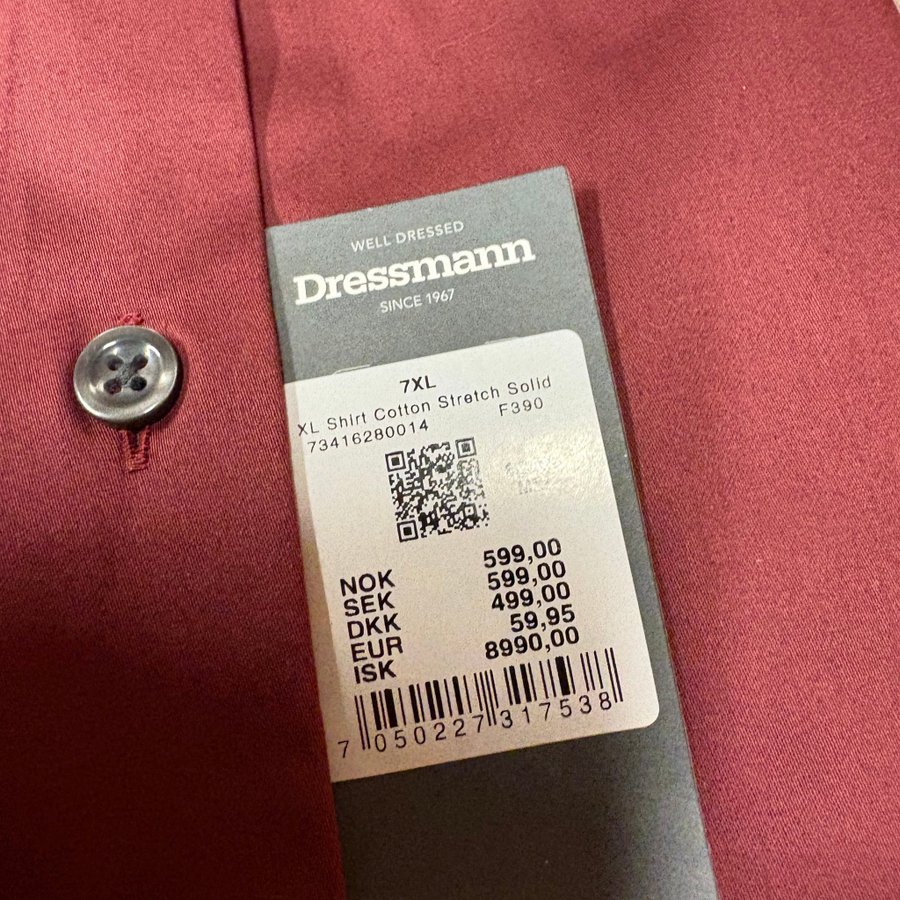 WELL DRESSED
Dressmann
SINCE 1967
7XL
XL Shirt Cotton Stretch Solid
73416280014 F390
NOK 599,00
SEK 599,00
DKK 499,00
EUR 59,95
ISK 8990,00
7 050227 317538